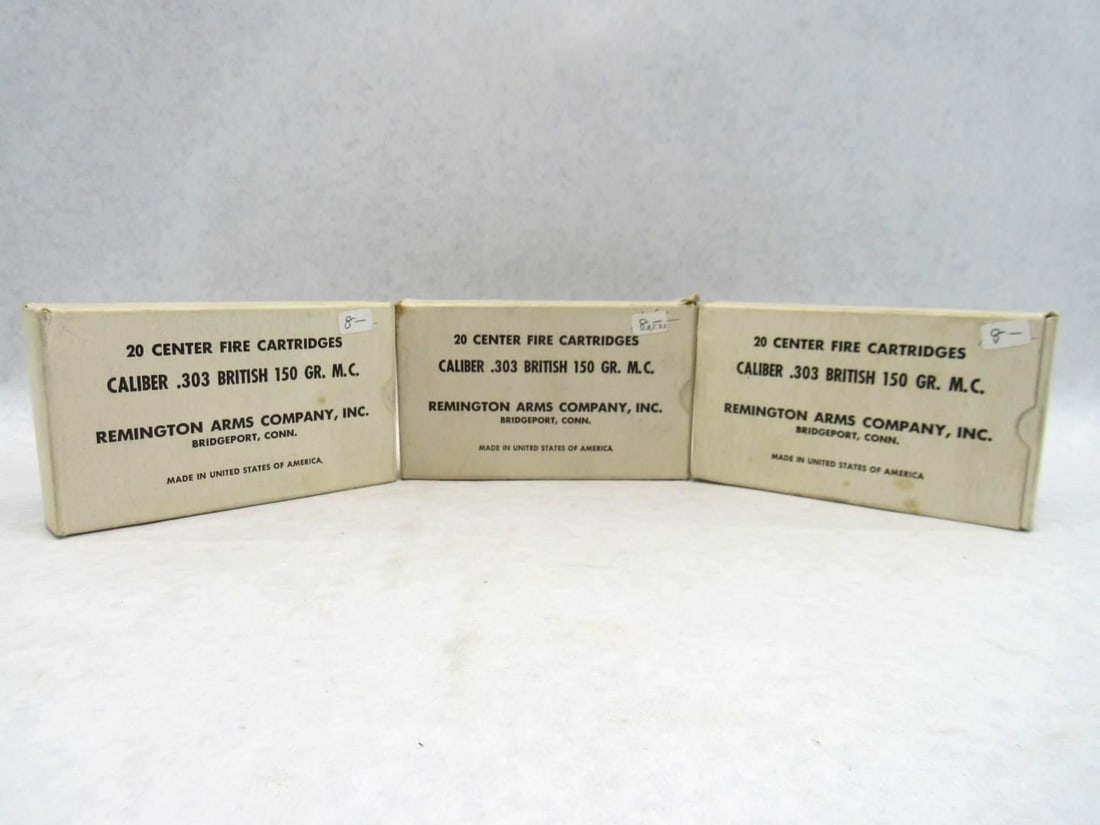 8—
20 CENTER FIRE CARTRIDGES
CALIBER .303 BRITISH 150 GR. M.C.
REMINGTON ARMS COMPANY, INC.
BRIDGEPORT, CONN.
MADE IN UNITED STATES OF AMERICA.
8—
20 CENTER FIRE CARTRIDGES
CALIBER .303 BRITISH 150 GR. M.C.
REMINGTON ARMS COMPANY, INC.
BRIDGEPORT, CONN.
MADE IN UNITED STATES OF AMERICA
8—
20 CENTER FIRE CARTRIDGES
CALIBER .303 BRITISH 150 GR. M.C.
REMINGTON ARMS COMPANY, INC.
BRIDGEPORT, CONN.
MADE IN UNITED STATES OF AMERICA